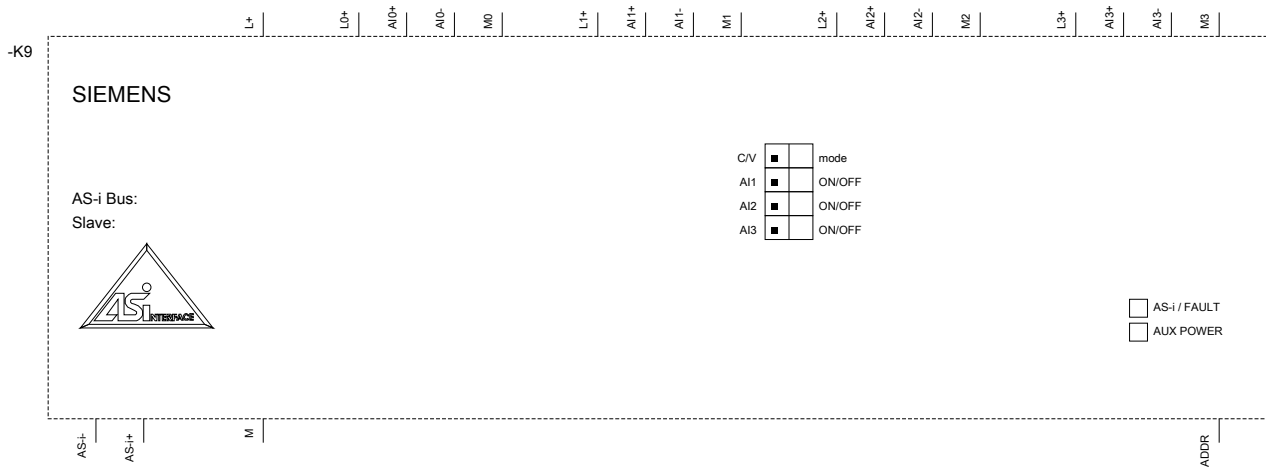 L+ L0+ AI0+ AI0- M0 L1+ AI1+ AI1- M1 L2+ AI2+ AI2- M2 L3+ AI3+ AI3- M3
-K9
SIEMENS
C/V mode
AI1 ON/OFF
AS-i Bus: AI2 ON/OFF
Slave: AI3 ON/OFF
ASi INTERFACE
AS-i / FAULT
AUX POWER
AS-i- AS-i+ M ADDR